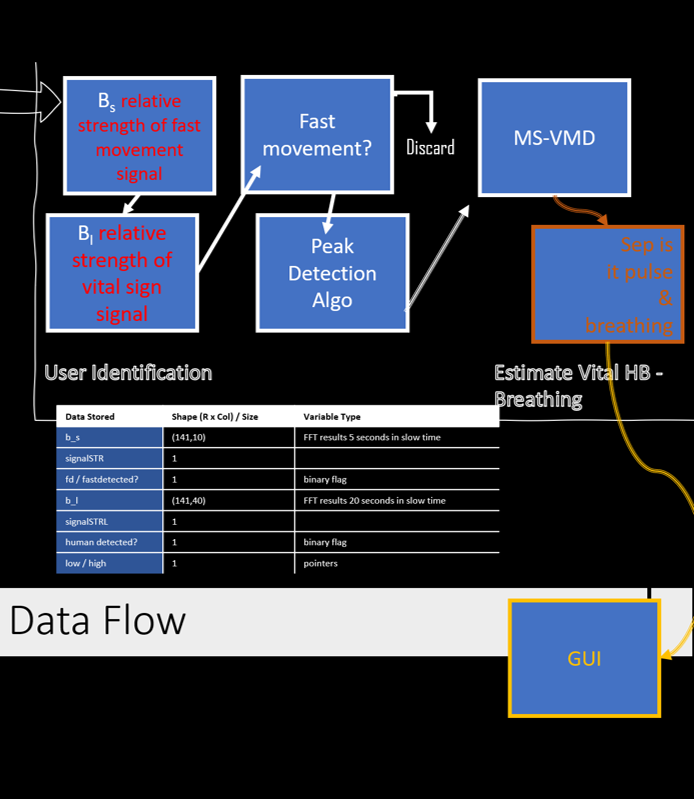 Bs relative
strength of fast
movement
signal
Fast
movement?
Discard
MS-VMD
Bl relative
strength of
vital sign
signal
Peak
Detection
Algo
Sep is
it pulse
&
breathing
User Identification
Estimate Vital HB -
Breathing
Data Stored Shape (R x Col) / Size Variable Type
b_s (141,10) FFT results 5 seconds in slow time
signalSTR 1
fd / fastdetected? 1 binary flag
b_l (141,40) FFT results 20 seconds in slow time
signalSTRL 1
human detected? 1 binary flag
low / high 1 pointers
Data Flow
GUI